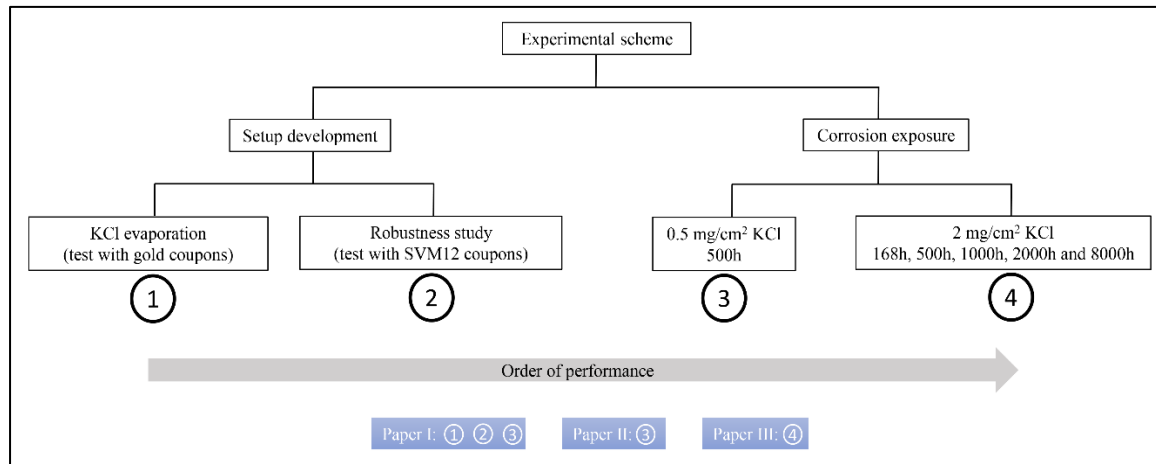 Experimental scheme
Setup development
Corrosion exposure
KCl evaporation
(test with gold coupons)
Robustness study
(test with SVM12 coupons)
0.5 mg/cm² KCl
500h
2 mg/cm² KCl
168h, 500h, 1000h, 2000h and 8000h
1
2
3
4
Order of performance
Paper I: ① ② ③
Paper II: ③
Paper III: ④